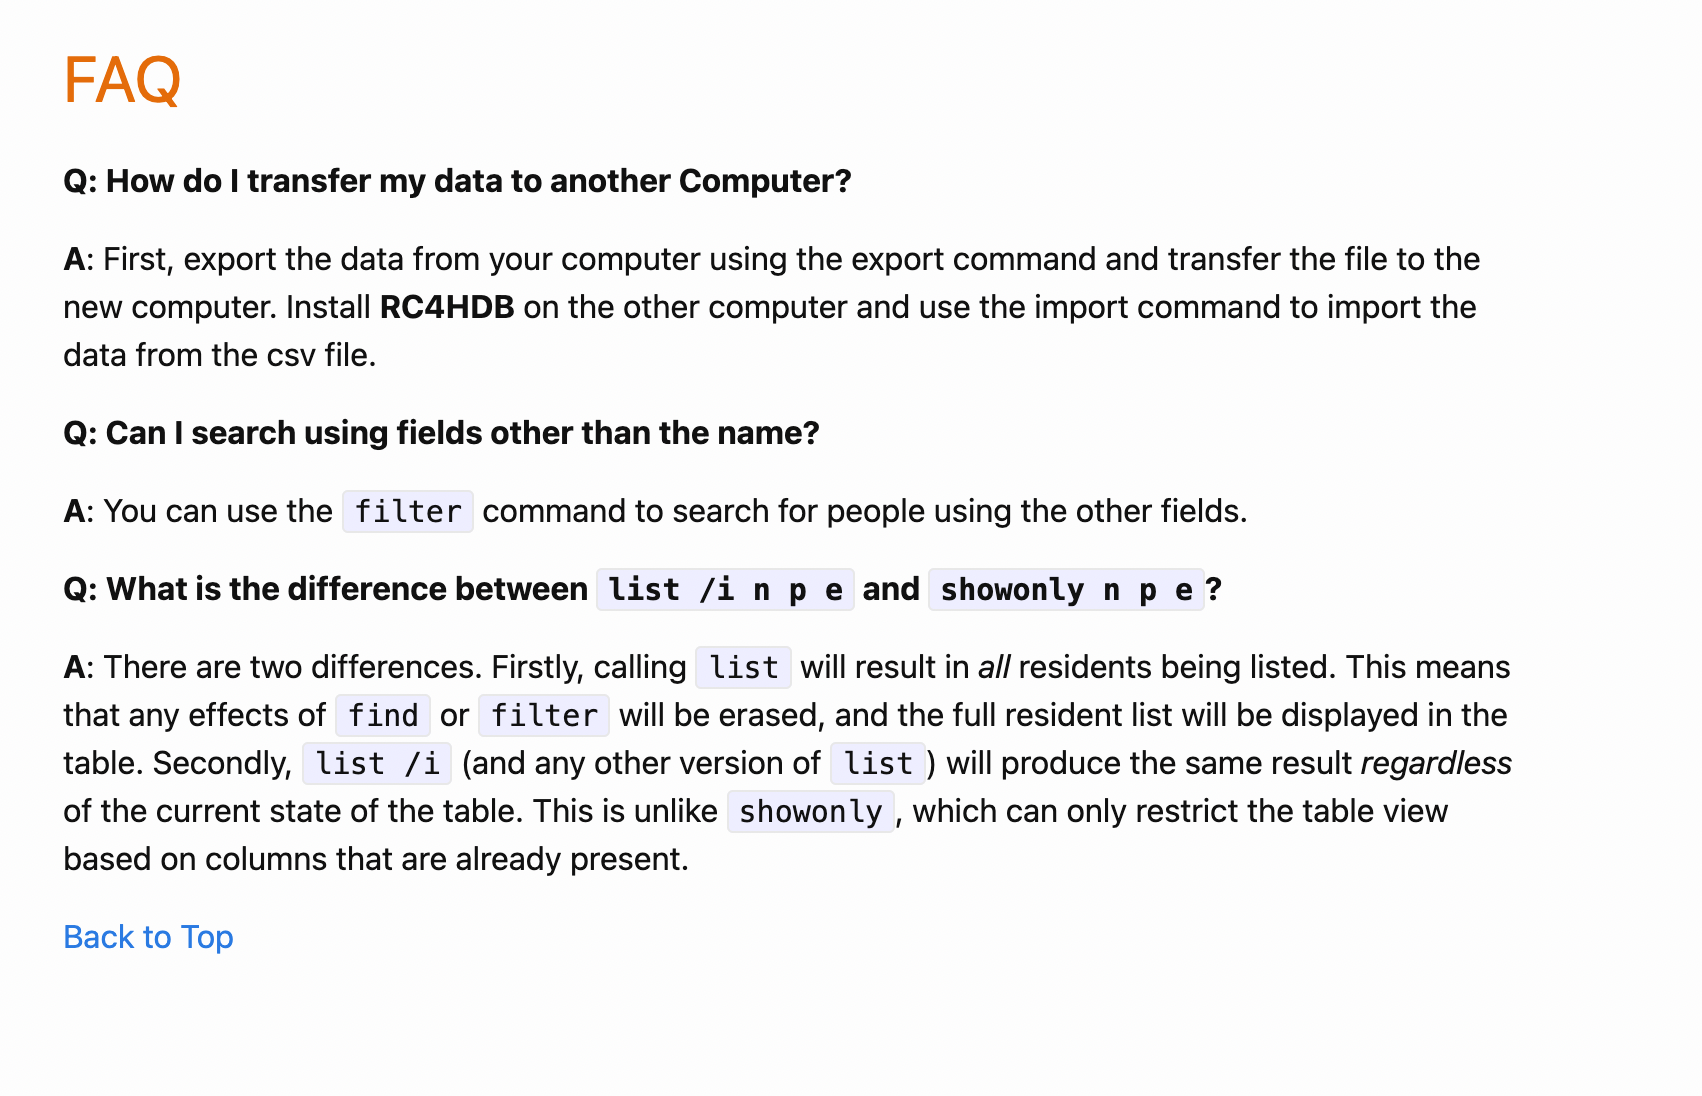 FAQ
Q: How do I transfer my data to another Computer?
A: First, export the data from your computer using the export command and transfer the file to the
new computer. Install RC4HDB on the other computer and use the import command to import the
data from the csv file.
Q: Can I search using fields other than the name?
A: You can use the filter command to search for people using the other fields.
Q: What is the difference between list /i n p e and showonly n p e?
A: There are two differences. Firstly, calling list will result in all residents being listed. This means
that any effects of find or filter will be erased, and the full resident list will be displayed in the
table. Secondly, list /i (and any other version of list) will produce the same result regardless
of the current state of the table. This is unlike showonly, which can only restrict the table view
based on columns that are already present.
Back to Top